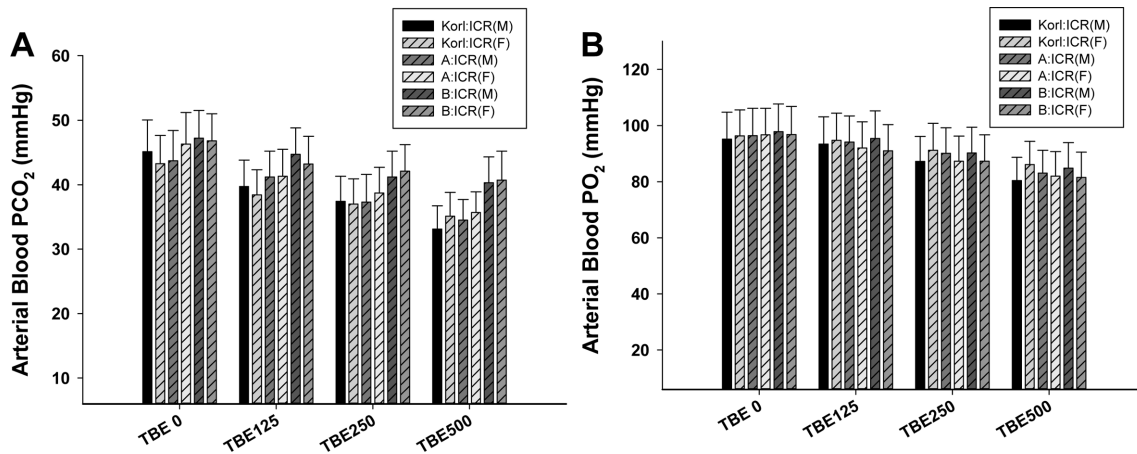 A
Korl:ICR(M)
Korl:ICR(F)
A:ICR(M)
A:ICR(F)
B:ICR(M)
B:ICR(F)
Arterial Blood PCO₂ (mmHg)
60
50
40
30
20
10
TBE 0
TBE125
TBE250
TBE500
B
Korl:ICR(M)
Korl:ICR(F)
A:ICR(M)
A:ICR(F)
B:ICR(M)
B:ICR(F)
Arterial Blood PO₂ (mmHg)
120
100
80
60
40
20
TBE 0
TBE125
TBE250
TBE500